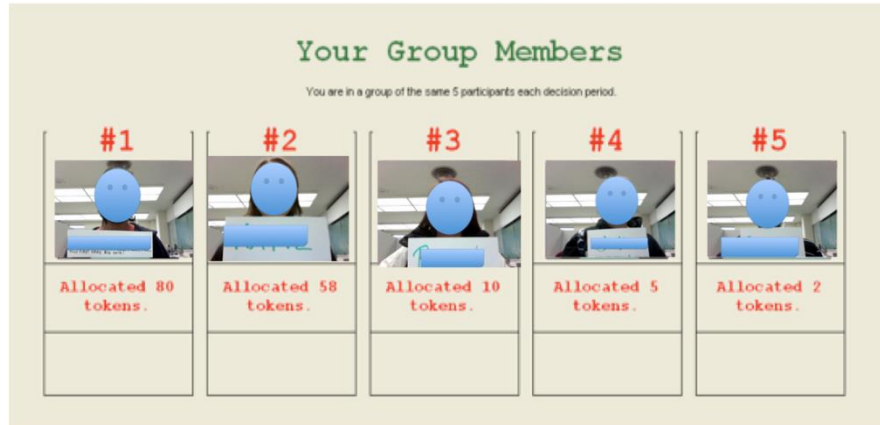 Your Group Members
You are in a group of the same 5 participants each decision period.
#1
#2
#3
#4
#5
Allocated 80
tokens.
Allocated 58
tokens.
Allocated 10
tokens.
Allocated 5
tokens.
Allocated 2
tokens.